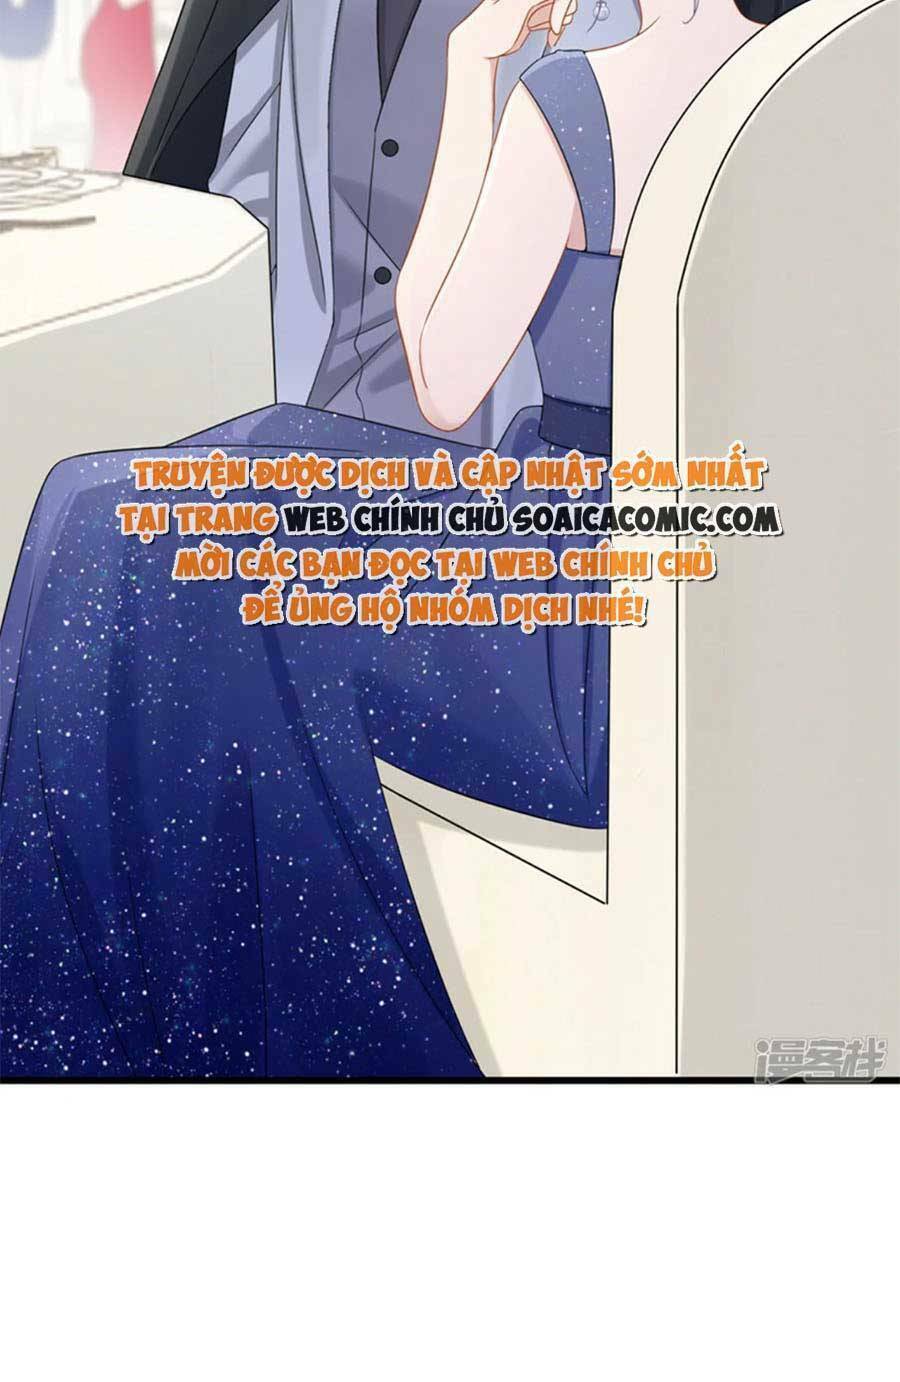 TRUYỆN ĐƯỢC DỊCH VÀ CẬP NHẬT SỚM NHẤT
TẠI TRANG WEB CHÍNH CHỦ SOAICACOMIC.COM
MỜI CÁC BẠN ĐỌC TẠI WEB CHÍNH CHỦ
ĐỂ ỦNG HỘ NHÓM DỊCH NHÉ!
漫客栈